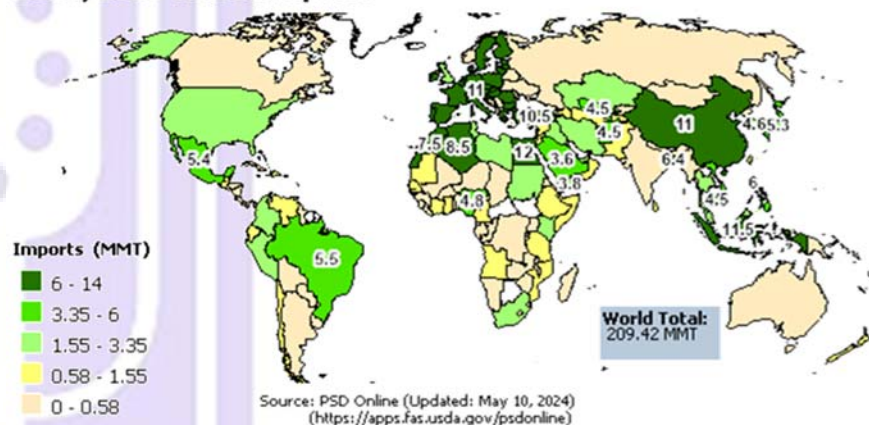 11
10.5
4.5
11
4.6
5.3
4.5
7.5
8.5
12
3.6
6.4
5.4
3.8
6
4.8
4.5
11.5
5.5
Imports (MMT)
6 - 14
3.35 - 6
1.55 - 3.35
0.58 - 1.55
0 - 0.58
World Total:
209.42 MMT
Source: PSD Online (Updated: May 10, 2024)
(https://apps.fas.usda.gov/psdonline)